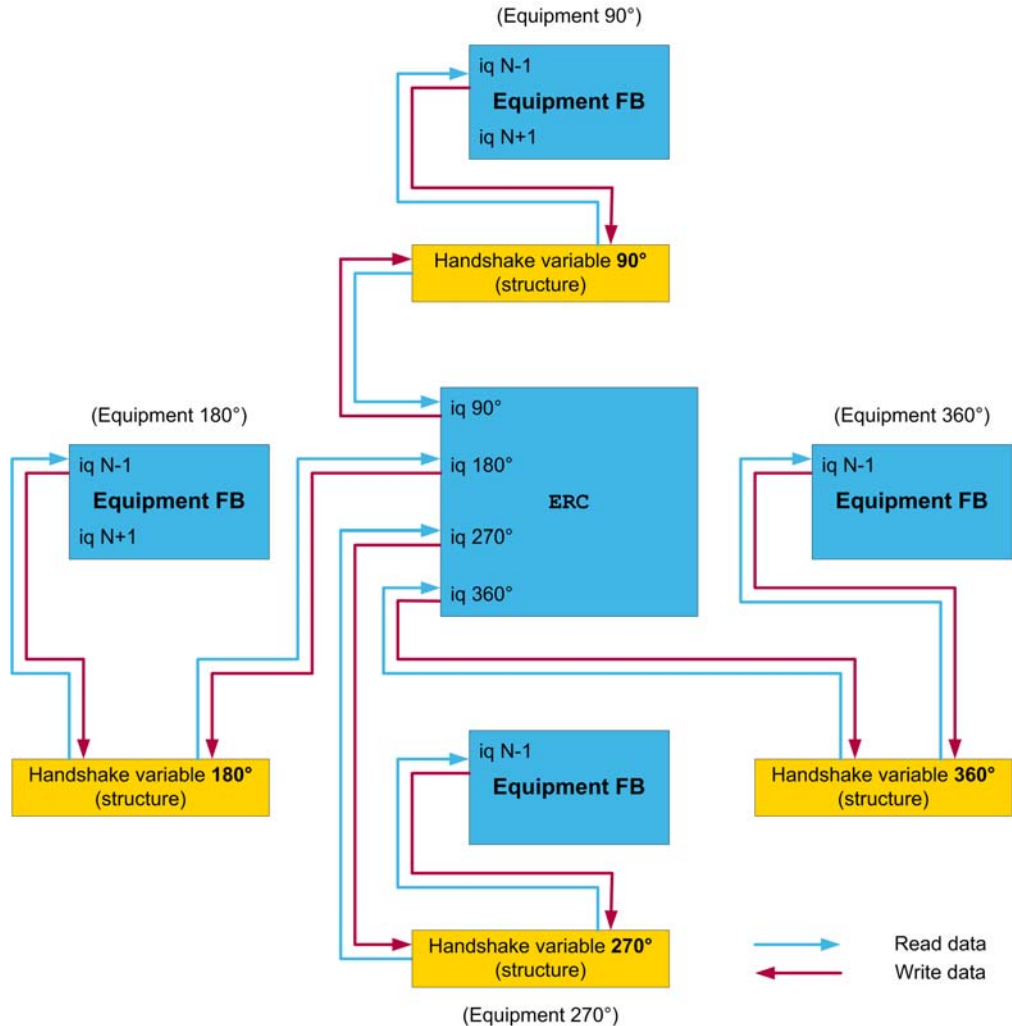 (Equipment 90°)
iq N-1
Equipment FB
iq N+1
Handshake variable 90°
(structure)
iq 90°
iq 180°
ERC
iq 270°
iq 360°
(Equipment 180°)
iq N-1
Equipment FB
iq N+1
(Equipment 360°)
iq N-1
Equipment FB
Handshake variable 180°
(structure)
iq N-1
Equipment FB
Handshake variable 360°
(structure)
Handshake variable 270°
(structure)
(Equipment 270°)
Read data
Write data